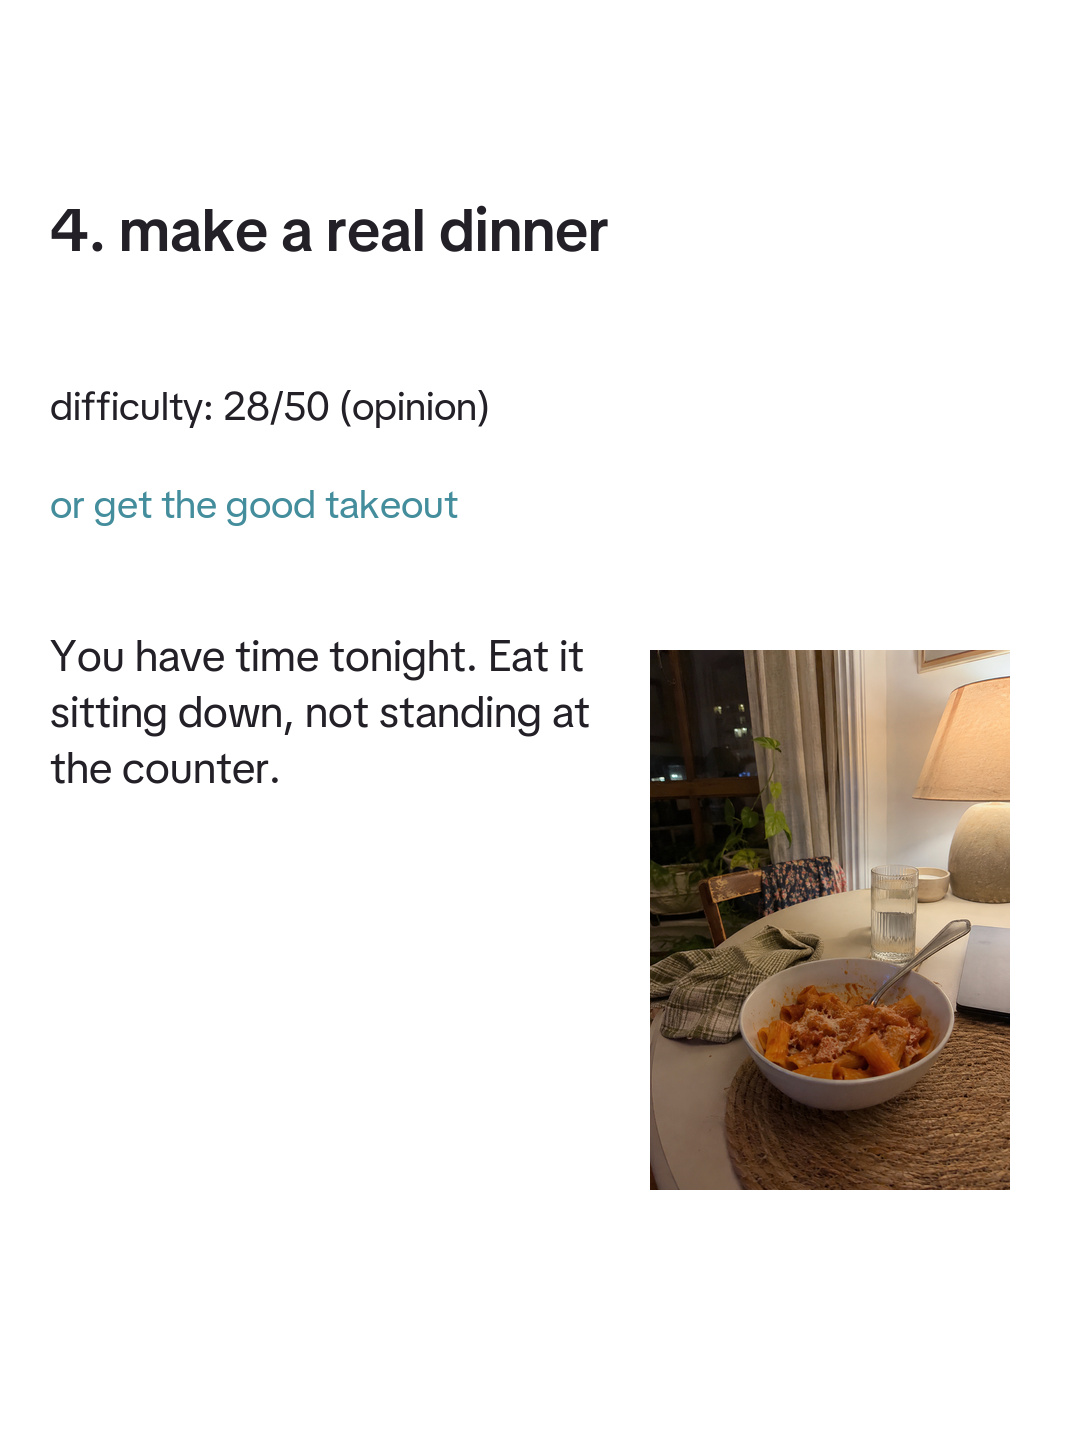 4. make a real dinner
difficulty: 28/50 (opinion)
or get the good takeout
You have time tonight. Eat it
sitting down, not standing at
the counter.